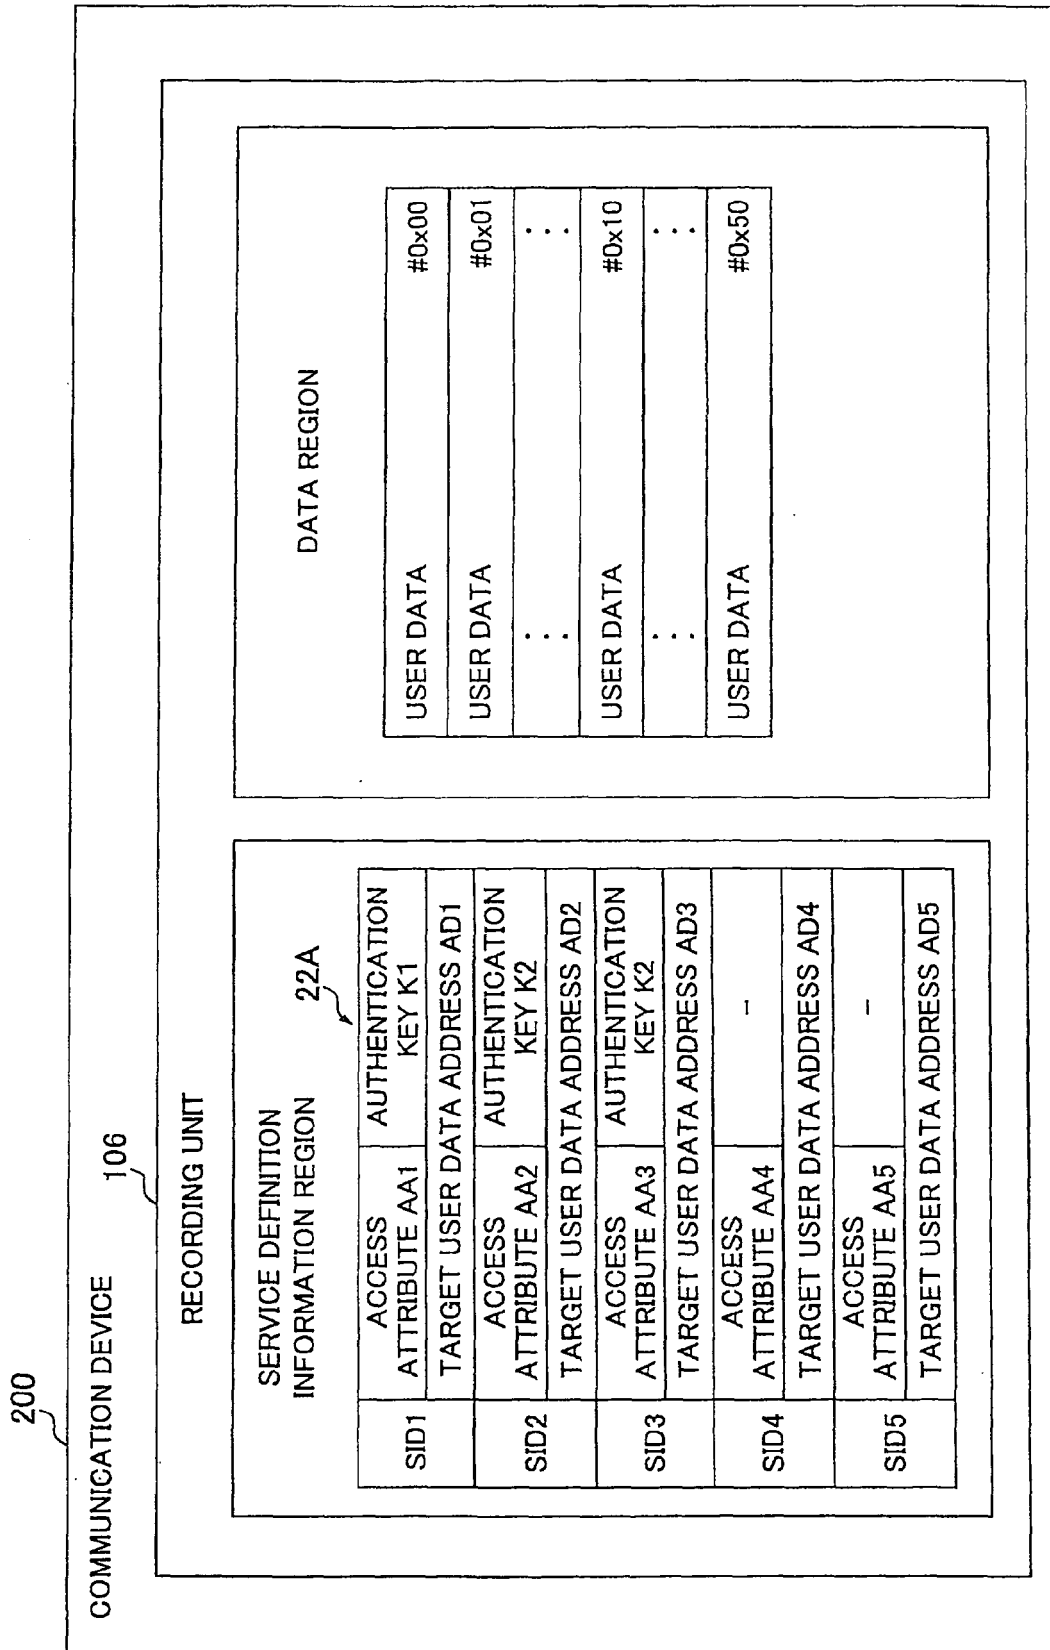 200
COMMUNICATION DEVICE
106
RECORDING UNIT
SERVICE DEFINITION
INFORMATION REGION
22A
SID1
ACCESS
ATTRIBUTE AA1
AUTHENTICATION
KEY K1
TARGET USER DATA ADDRESS AD1
SID2
ACCESS
ATTRIBUTE AA2
AUTHENTICATION
KEY K2
TARGET USER DATA ADDRESS AD2
SID3
ACCESS
ATTRIBUTE AA3
AUTHENTICATION
KEY K2
TARGET USER DATA ADDRESS AD3
SID4
ACCESS
ATTRIBUTE AA4
–
TARGET USER DATA ADDRESS AD4
SID5
ACCESS
ATTRIBUTE AA5
–
TARGET USER DATA ADDRESS AD5
DATA REGION
USER DATA #0x00
USER DATA #0x01
... ...
USER DATA #0x10
... ...
USER DATA #0x50